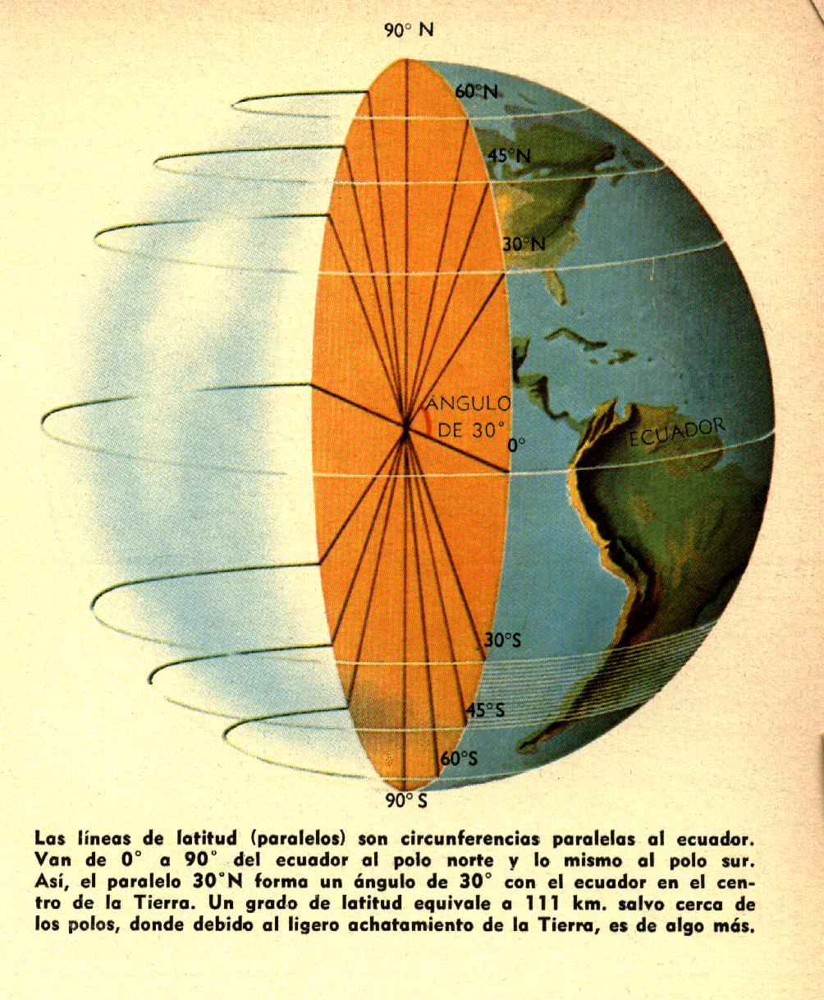 90° N
60°N
45°N
30°N
ÁNGULO
DE 30°
0°
ECUADOR
30°S
45°S
60°S
90° S
Las líneas de latitud (paralelos) son circunferencias paralelas al ecuador.
Van de 0° a 90° del ecuador al polo norte y lo mismo al polo sur.
Así, el paralelo 30°N forma un ángulo de 30° con el ecuador en el cen-
tro de la Tierra. Un grado de latitud equivale a 111 km. salvo cerca de
los polos, donde debido al ligero achatamiento de la Tierra, es de algo más.